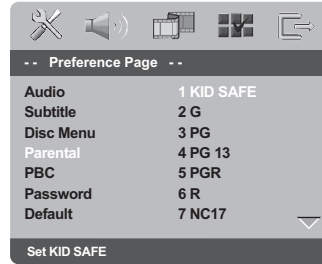 -- Preference Page --
Audio 1 KID SAFE
Subtitle 2 G
Disc Menu 3 PG
Parental 4 PG 13
PBC 5 PGR
Password 6 R
Default 7 NC17
Set KID SAFE